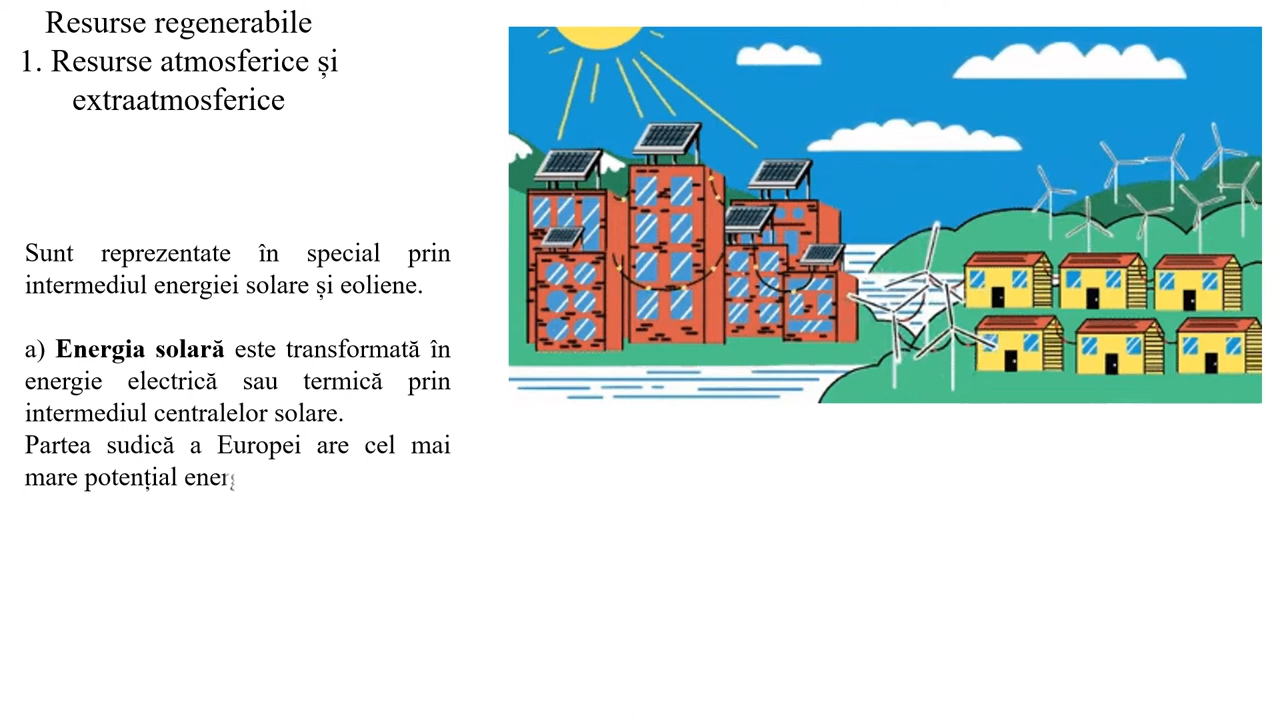 Resurse regenerabile
1. Resurse atmosferice și
extraatmosferice
Sunt reprezentate în special prin
intermediul energiei solare și eoliene.
a) Energia solară este transformată în
energie electrică sau termică prin
intermediul centralelor solare.
Partea sudică a Europei are cel mai
mare potențial